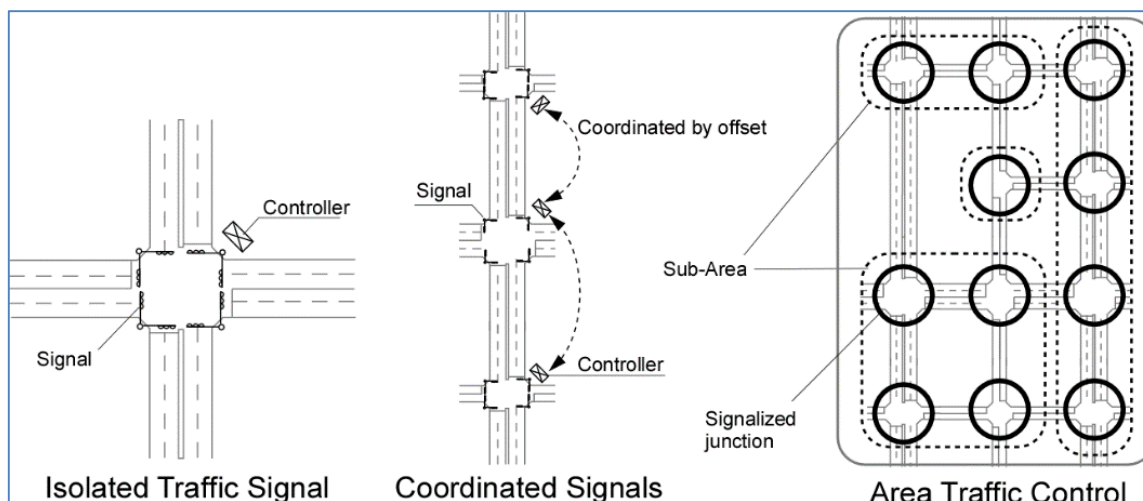 Controller
Signal
Isolated Traffic Signal
Coordinated by offset
Signal
Controller
Coordinated Signals
Sub-Area
Signalized
junction
Area Traffic Control